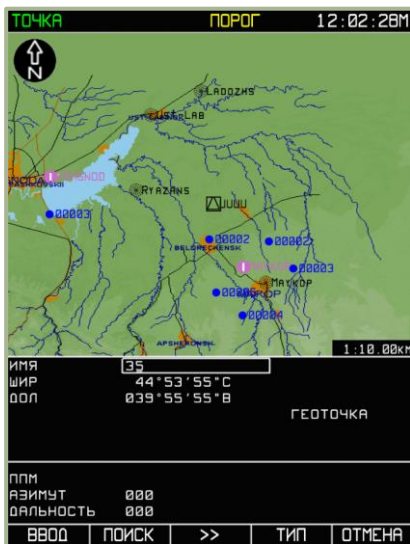 ТОЧКА ПОРОГ 12:02:28М
N
LADOZHS
UST-LAB
RYAZANS
JUUU
00003
00002
BELORECHENSK
00003
МАУКОР
00004
APSHERONSK
1:10.00км
ИМЯ 35
ШИР 44°53'55"С
ДОЛ 039°55'55"В
ГЕОТОЧКА
ППМ
АЗИМУТ 000
ДАЛЬНОСТЬ 000
ВВОД ПОИСК >> ТИП ОТМЕНА